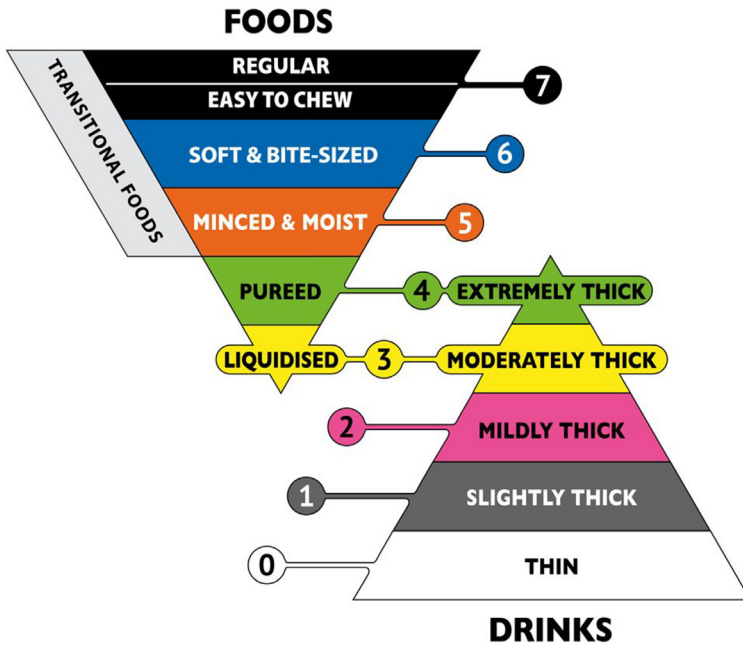 FOODS
TRANSITIONAL FOODS
REGULAR
EASY TO CHEW
7
SOFT & BITE-SIZED
6
MINCED & MOIST
5
PUREED
4
EXTREMELY THICK
LIQUIDISED
3
MODERATELY THICK
2
MILDLY THICK
1
SLIGHTLY THICK
0
THIN
DRINKS